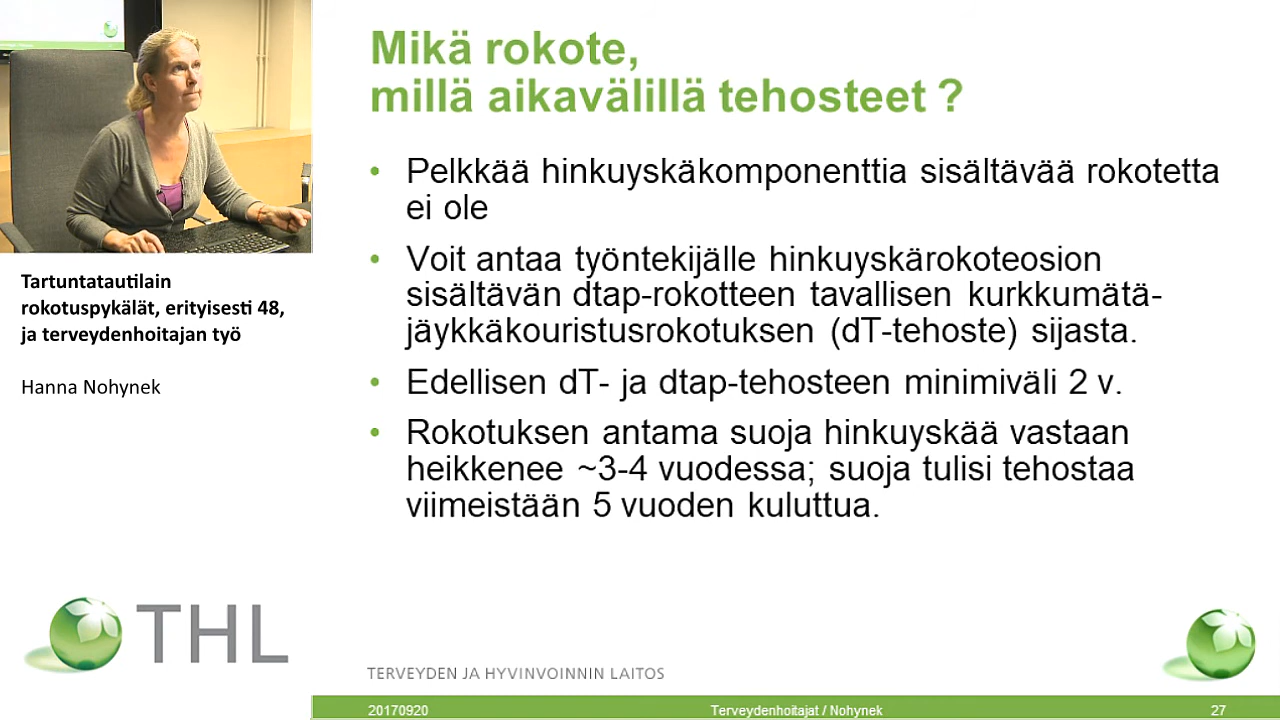 Mikä rokote,
millä aikavälillä tehosteet ?
• Pelkkää hinkuyskäkomponenttia sisältävää rokotetta
ei ole
• Voit antaa työntekijälle hinkuyskärokoteosion
sisältävän dtap-rokotteen tavallisen kurkkumätä-
jäykkäkouristusrokotuksen (dT-tehoste) sijasta.
• Edellisen dT- ja dtap-tehosteen minimiväli 2 v.
• Rokotuksen antama suoja hinkuyskää vastaan
heikkenee ~3-4 vuodessa; suoja tulisi tehostaa
viimeistään 5 vuoden kuluttua.
Tartuntatautilain
rokotuspykälät, erityisesti 48,
ja terveydenhoitajan työ
Hanna Nohynek
THL
TERVEYDEN JA HYVINVOINNIN LAITOS
20170920 Terveydenhoitajat / Nohynek 27